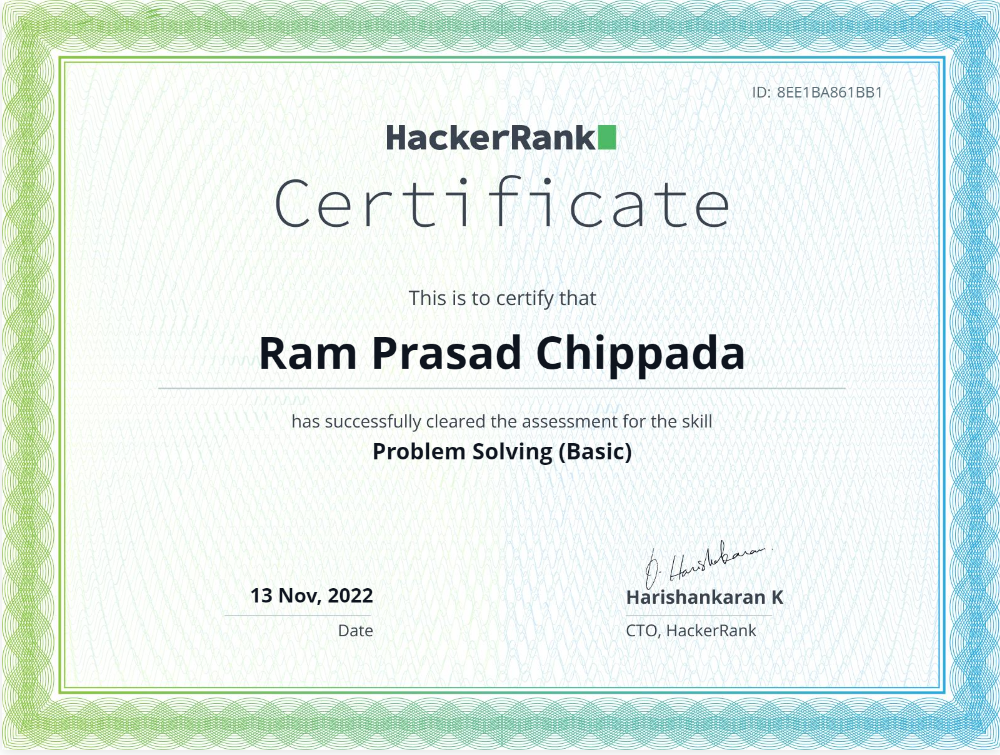 ID: 8EE1BA861BB1
HackerRank
Certificate
This is to certify that
Ram Prasad Chippada
has successfully cleared the assessment for the skill
Problem Solving (Basic)
13 Nov, 2022
Date
D. Harishankaran
Harishankaran K
CTO, HackerRank